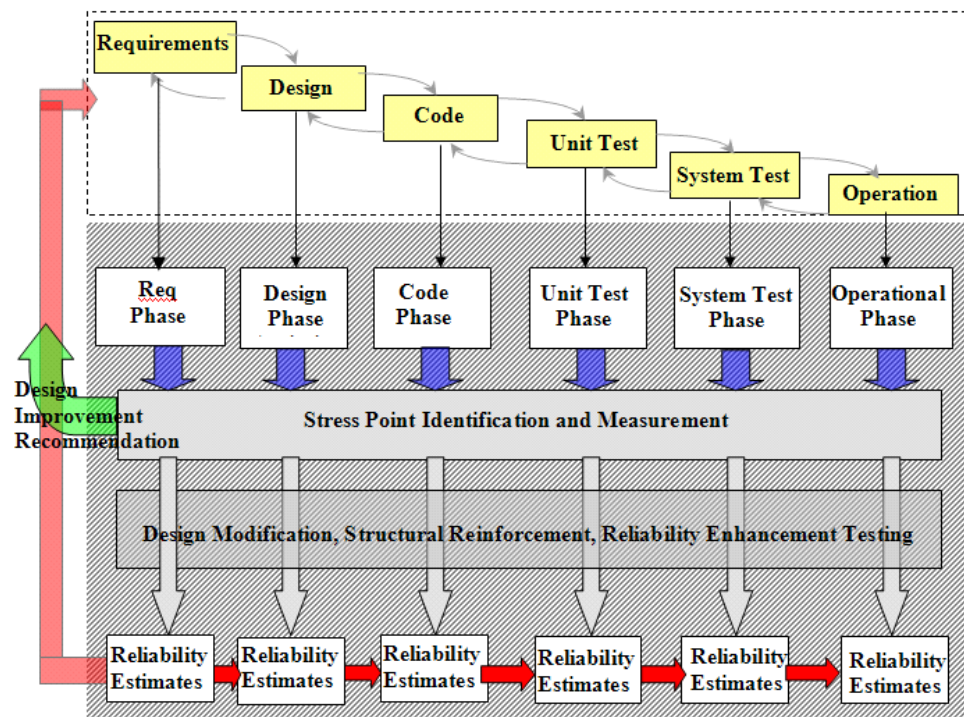 Requirements
Design
Code
Unit Test
System Test
Operation
Req
Phase
Design
Phase
Code
Phase
Unit Test
Phase
System Test
Phase
Operational
Phase
Design
Improvement
Recommendation
Stress Point Identification and Measurement
Design Modification, Structural Reinforcement, Reliability Enhancement Testing
Reliability
Estimates
Reliability
Estimates
Reliability
Estimates
Reliability
Estimates
Reliability
Estimates
Reliability
Estimates